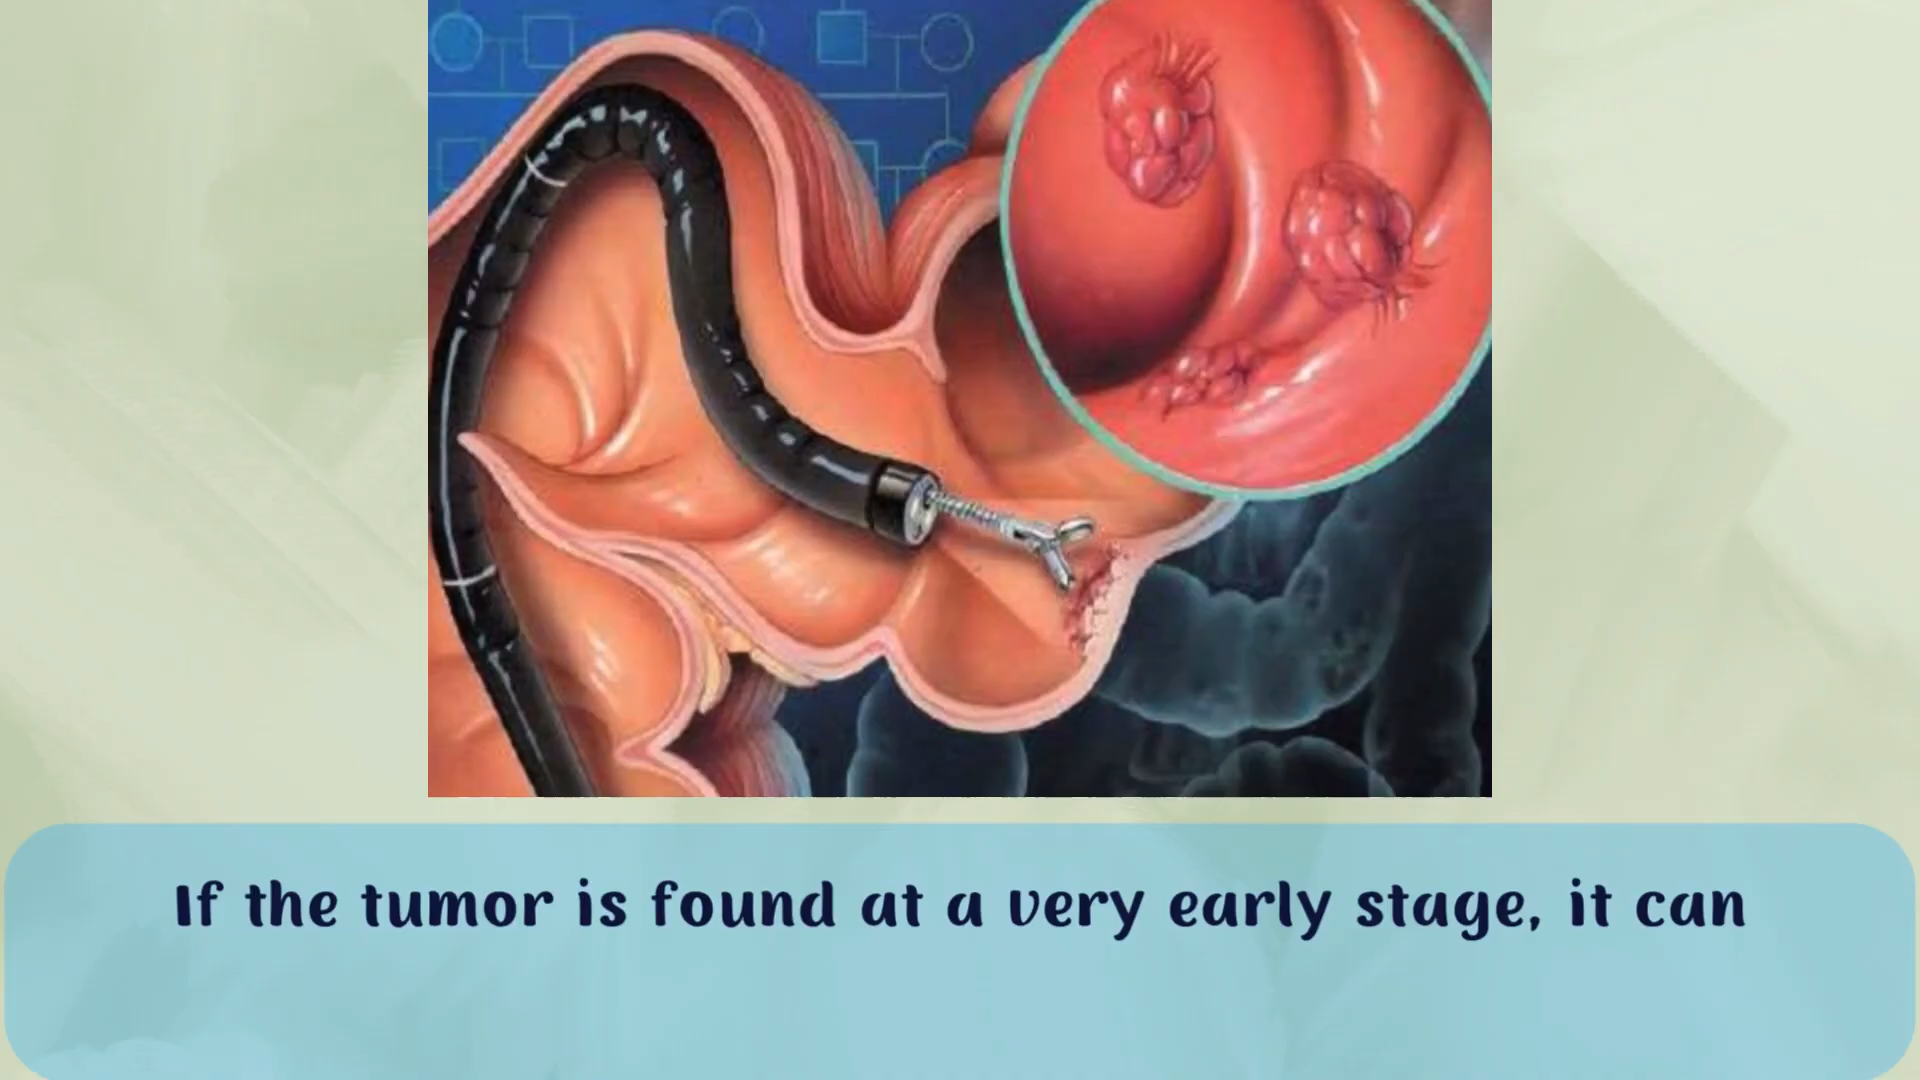 If the tumor is found at a very early stage, it can